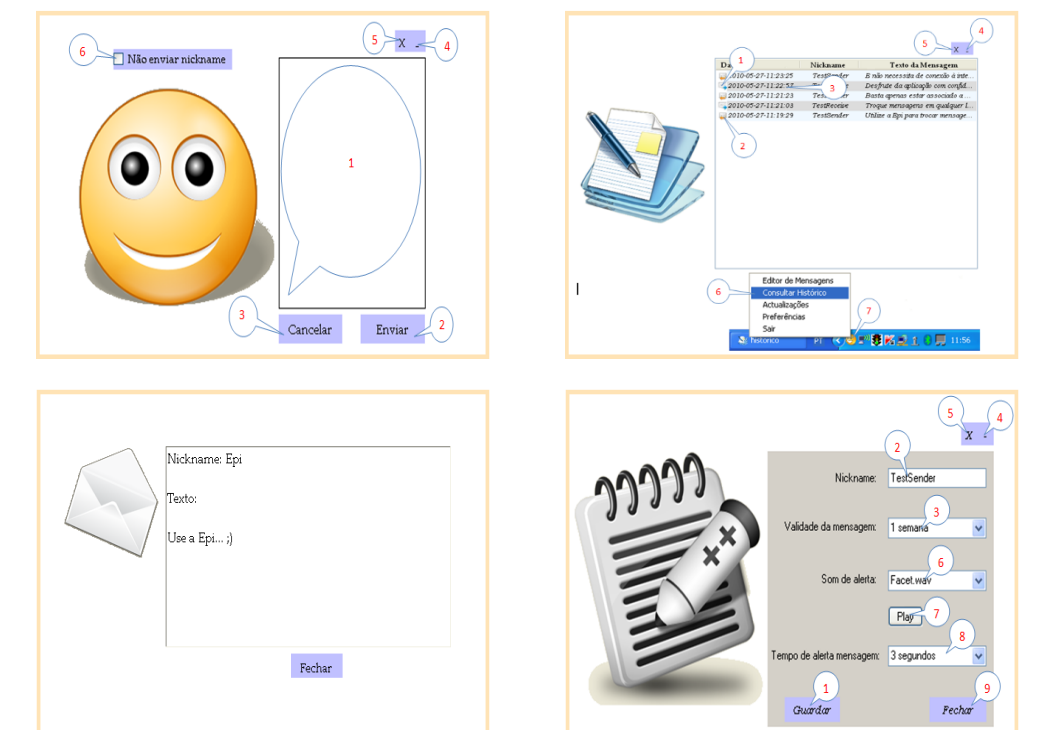 5
X
-
4
6
Não enviar nickname
1
3
2
Cancelar
Enviar
4
5
X
1
Nickname
Texto da Mensagem
2010-05-27-11:23:25 TestSender E não necessita de conexão à inte...
2010-05-27-11:22:57 Desfrute da aplicação com confid...
3
2010-05-27-11:21:23 TestSender Basta apenas estar associado a ...
2010-05-27-11:21:03 TestReceive Troque mensagens em qualquer l...
2010-05-27-11:19:29 TestSender Utilize a Epi para trocar mensage...
2
Editor de Mensagens
6
Consultar Histórico
Actualizações
7
Preferências
Sair
histórico
PT
11:56
Nickname: Epi
Texto:
Use a Epi... ;)
Fechar
5
4
X
2
Nickname:
TestSender
3
Validade da mensagem:
1 semana
6
Som de alerta:
Facet.wav
Play
7
8
Tempo de alerta mensagem:
3 segundos
1
9
Guardar
Fechar